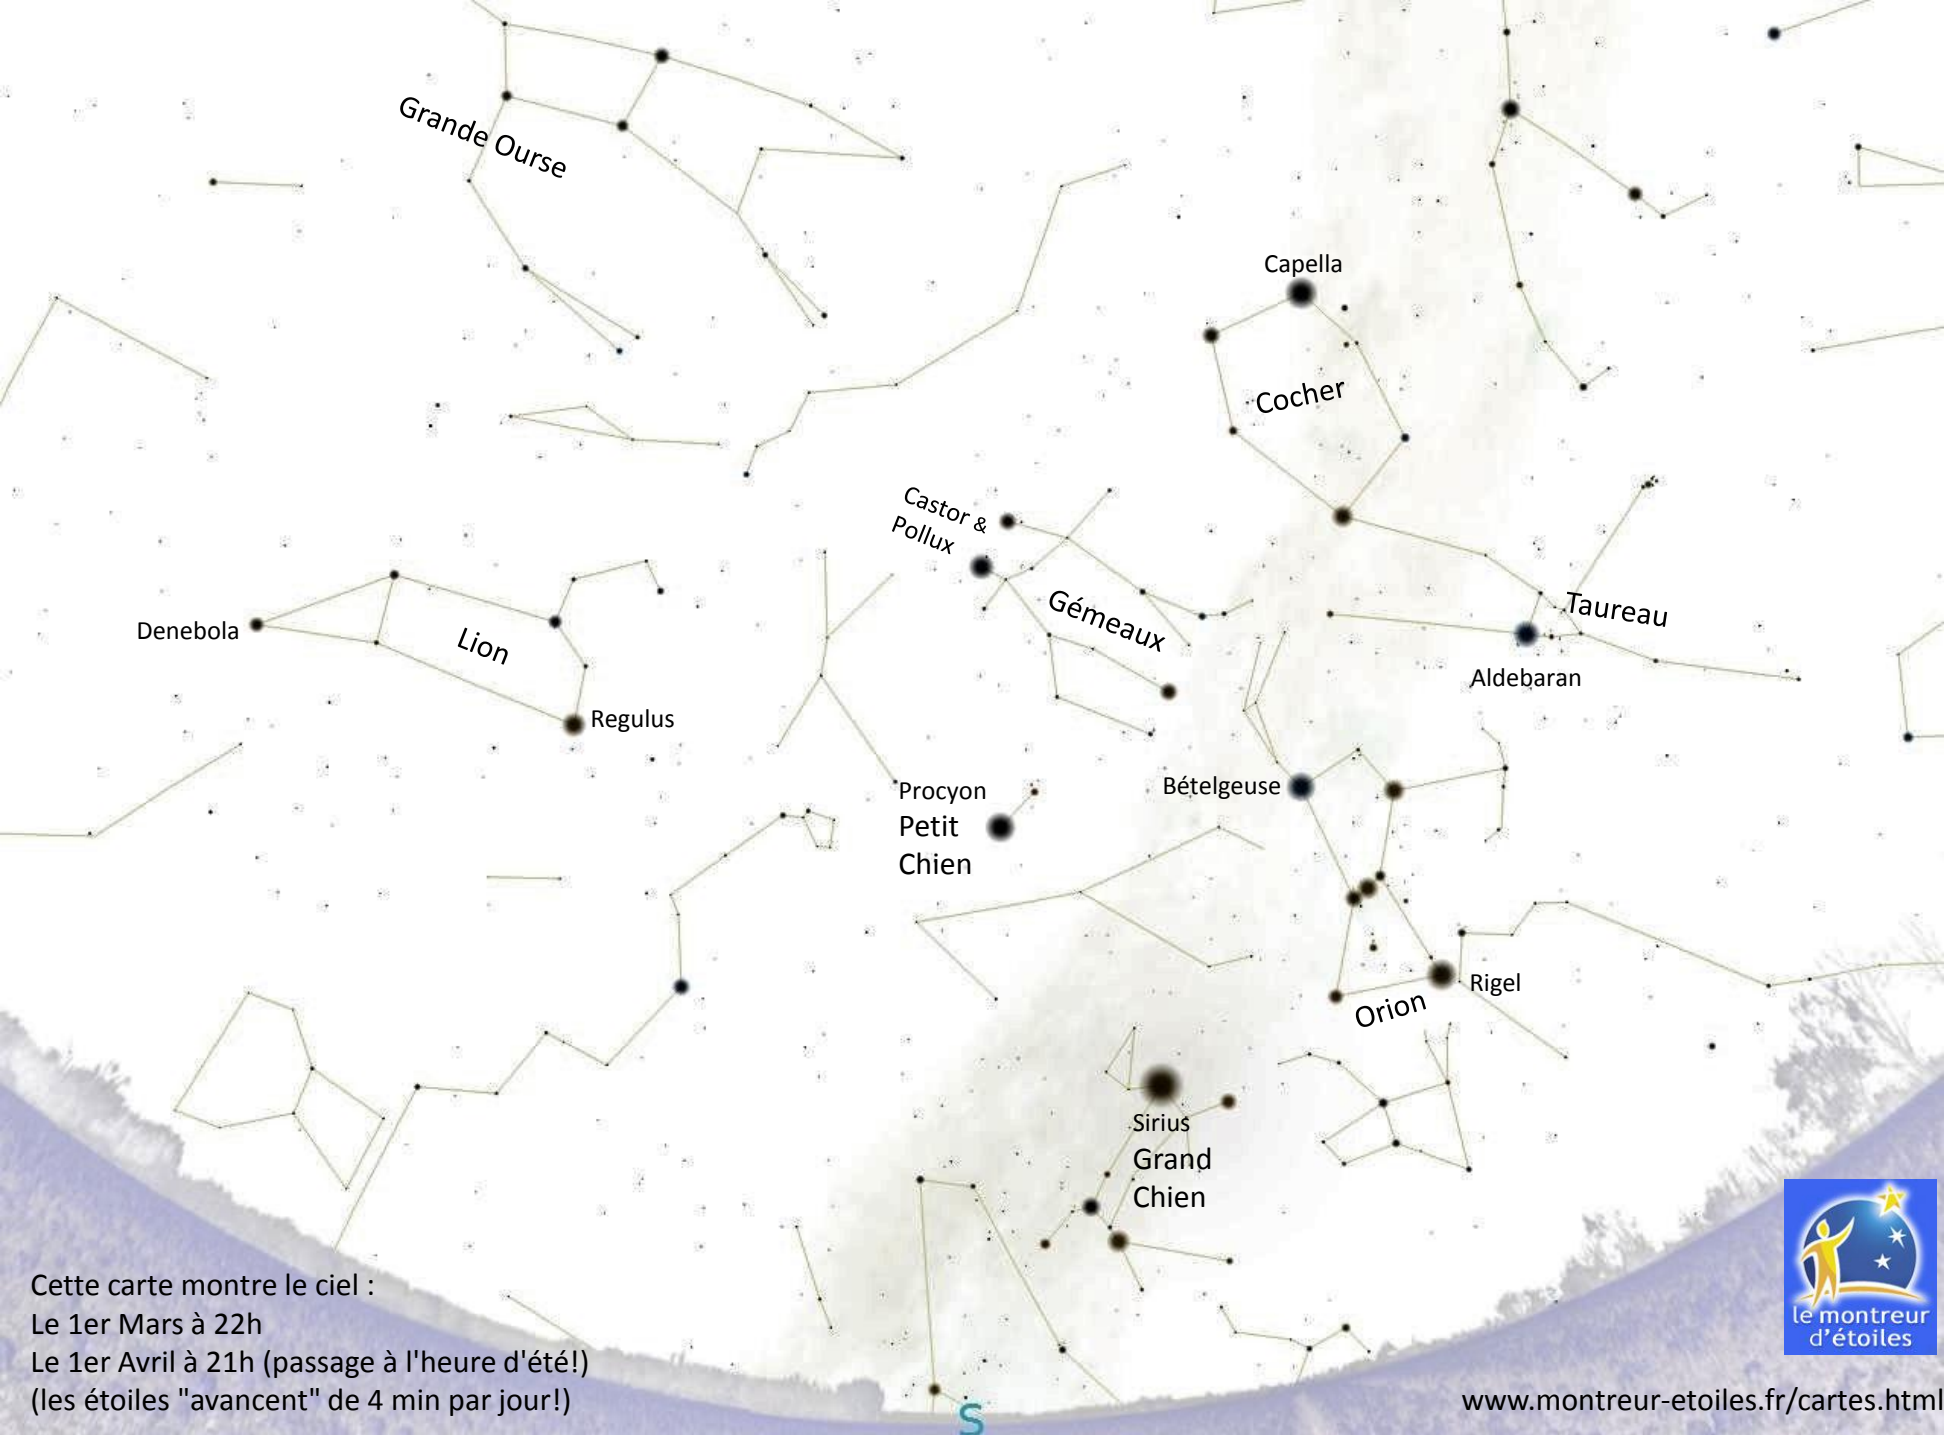 Grande Ourse
Capella
Cocher
Castor &
Pollux
Gémeaux
Taureau
Denebola
Lion
Aldebaran
Regulus
Bételgeuse
Procyon
Petit
Chien
Rigel
Orion
Sirius
Grand
Chien
Cette carte montre le ciel :
Le 1er Mars à 22h
Le 1er Avril à 21h (passage à l'heure d'été!)
(les étoiles "avancent" de 4 min par jour!)
S
le montreur
d'étoiles
www.montreur-etoiles.fr/cartes.html